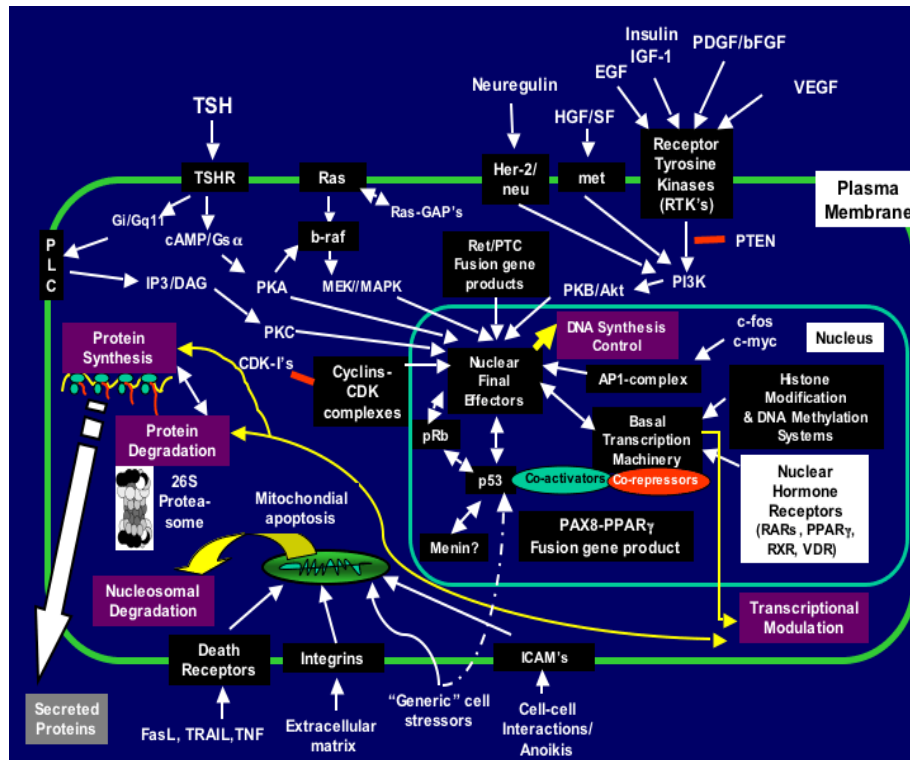 Insulin
IGF-1
PDGF/bFGF
EGF
Neuregulin
VEGF
TSH
HGF/SF
TSHR
Ras
Her-2/
neu
met
Receptor
Tyrosine
Kinases
(RTK's)
Plasma
Membrane
Gi/Gq11
Ras-GAP's
cAMP/Gsα
b-raf
PTEN
P
L
C
IP3/DAG
PKA
MEK//MAPK
Ret/PTC
Fusion gene
products
PKB/Akt
PI3K
PKC
Protein
Synthesis
CDK-I's
Cyclins-
CDK
complexes
Nuclear
Final
Effectors
DNA Synthesis
Control
c-fos
c-myc
Nucleus
AP1-complex
Histone
Modification
& DNA Methylation
Systems
Protein
Degradation
pRb
Basal
Transcription
Machinery
26S
Protea-
some
Mitochondial
apoptosis
p53
Co-activators
Co-repressors
Nuclear
Hormone
Receptors
(RARs, PPARγ,
RXR, VDR)
Menin?
PAX8-PPARγ
Fusion gene product
Nucleosomal
Degradation
Transcriptional
Modulation
Death
Receptors
Integrins
ICAM's
Secreted
Proteins
FasL, TRAIL,TNF
Extracellular
matrix
"Generic" cell
stressors
Cell-cell
Interactions/
Anoikis